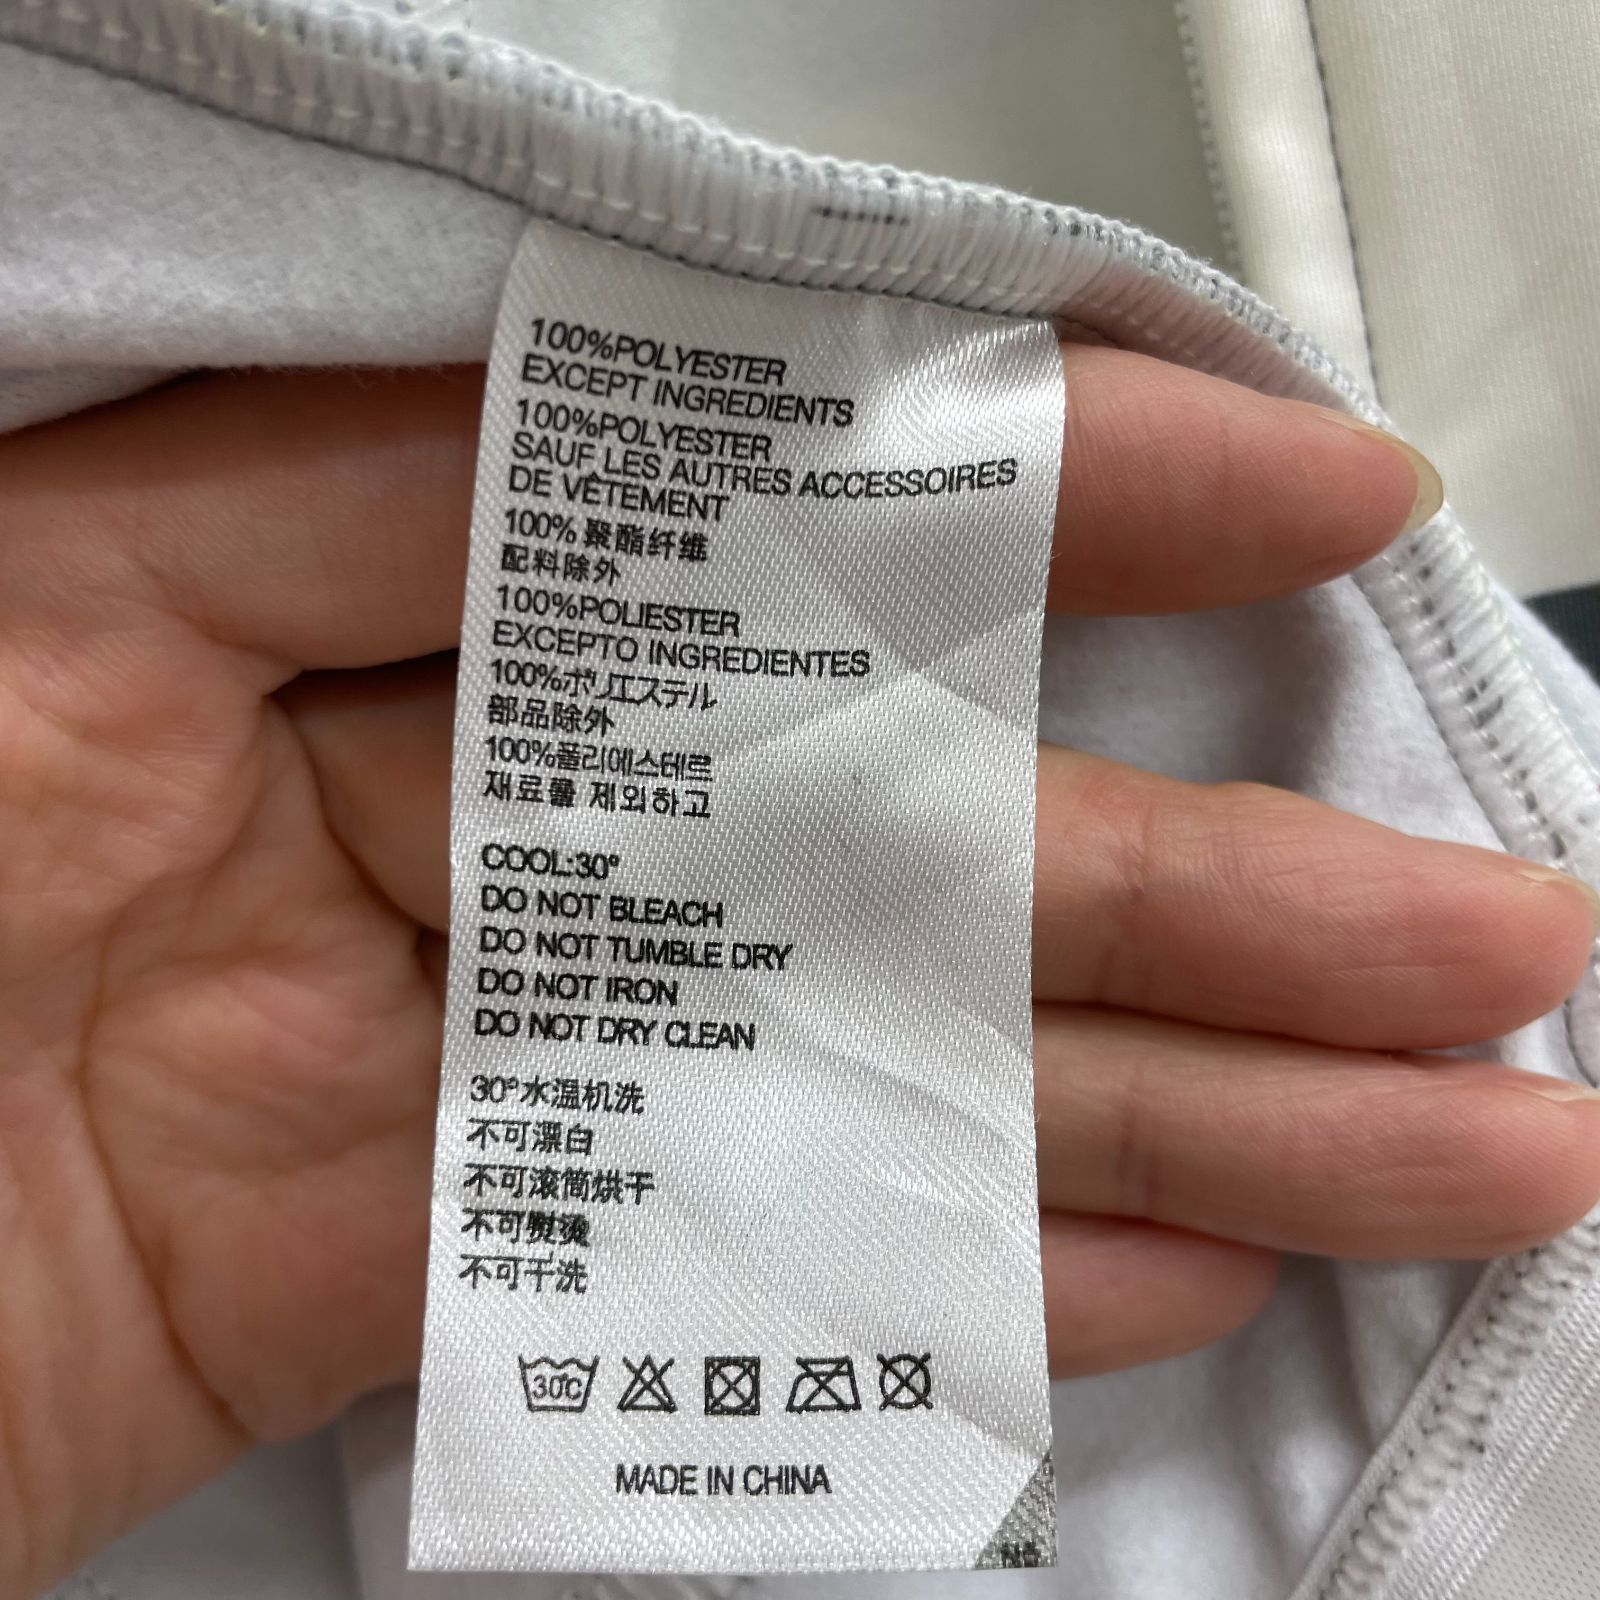 100%POLYESTER
EXCEPT INGREDIENTS
100%POLYESTER
SAUF LES AUTRES ACCESSOIRES
DE VÊTEMENT
100% 聚酯纤维
配料除外
100%POLIESTER
EXCEPTO INGREDIENTES
100%ポリエステル
部品除外
100%폴리에스테르
재료를 제외하고
COOL:30°
DO NOT BLEACH
DO NOT TUMBLE DRY
DO NOT IRON
DO NOT DRY CLEAN
30°水温机洗
不可漂白
不可滚筒烘干
不可熨烫
不可干洗
30°C
MADE IN CHINA